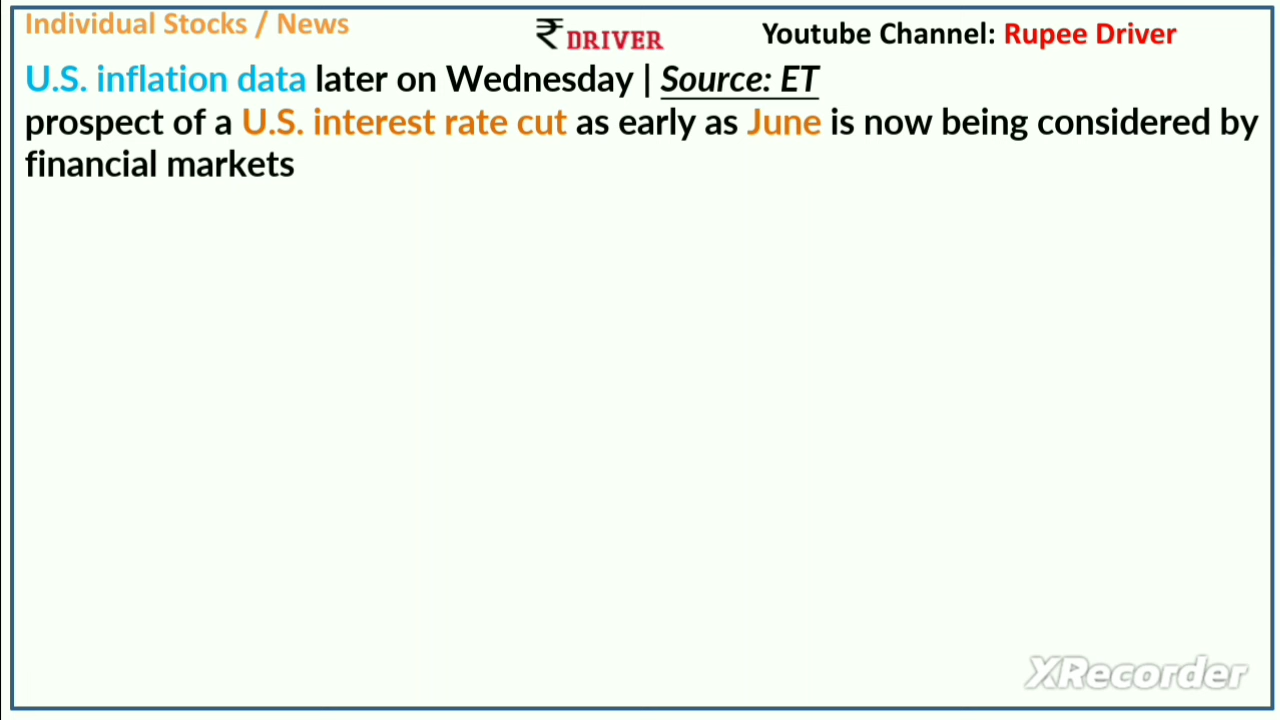 Individual Stocks / News
₹ DRIVER
Youtube Channel: Rupee Driver
U.S. inflation data later on Wednesday | Source: ET
prospect of a U.S. interest rate cut as early as June is now being considered by
financial markets
XRecorder